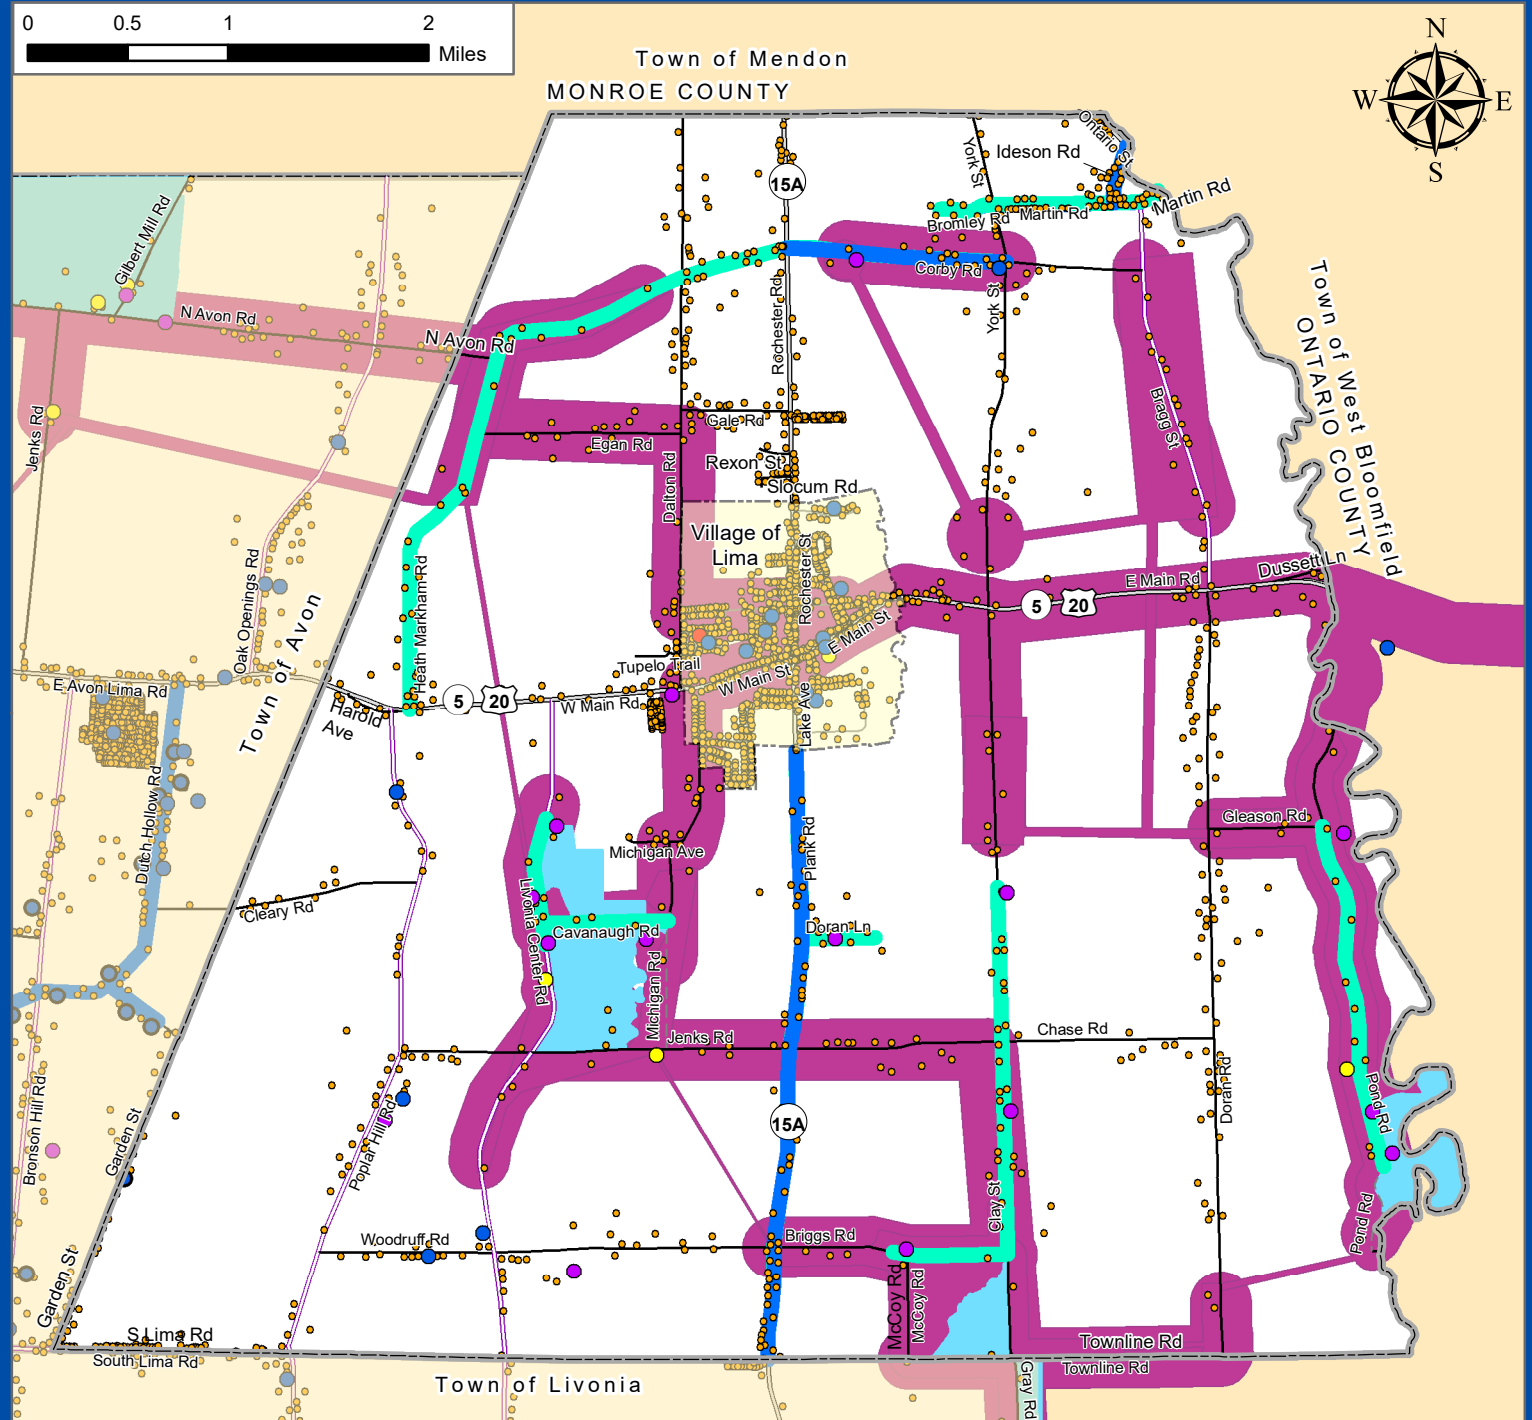 0 0.5 1 2
Miles
Town of Mendon
MONROE COUNTY
N
W E
S
Ontario St
Ideson Rd
York St
15A
Martin Rd
Martin Rd
Bromley Rd
Gilbert Mill Rd
N Avon Rd
N Avon Rd
Corby Rd
York St
Rochester Rd
Town of West Bloomfield
ONTARIO COUNTY
Jenks Rd
Egan Rd
Gale Rd
Bragg St
Rexon St
Dalton Rd
Slocum Rd
Village of
Lima
Rochester St
Heath Markham Rd
Oak Openings Rd
Dussett Ln
E Main Rd
5 20
E Main St
Town of Avon
Tupelo Trail
W Main St
E Avon Lima Rd
5 20
W Main Rd
Harold
Ave
Lake Ave
Dutch Hollow Rd
Plank Rd
Gleason Rd
Michigan Ave
Livonia Center Rd
Cleary Rd
Cavanaugh Rd
Doran Ln
Michigan Rd
Jenks Rd
Chase Rd
Doran Rd
Pond Rd
Bronson Hill Rd
Garden St
Poplar Hill Rd
15A
Clay St
Pond Rd
Woodruff Rd
Briggs Rd
Garden St
McCoy Rd
McCoy Rd
S Lima Rd
South Lima Rd
Townline Rd
Townline Rd
Gray Rd
Town of Livonia